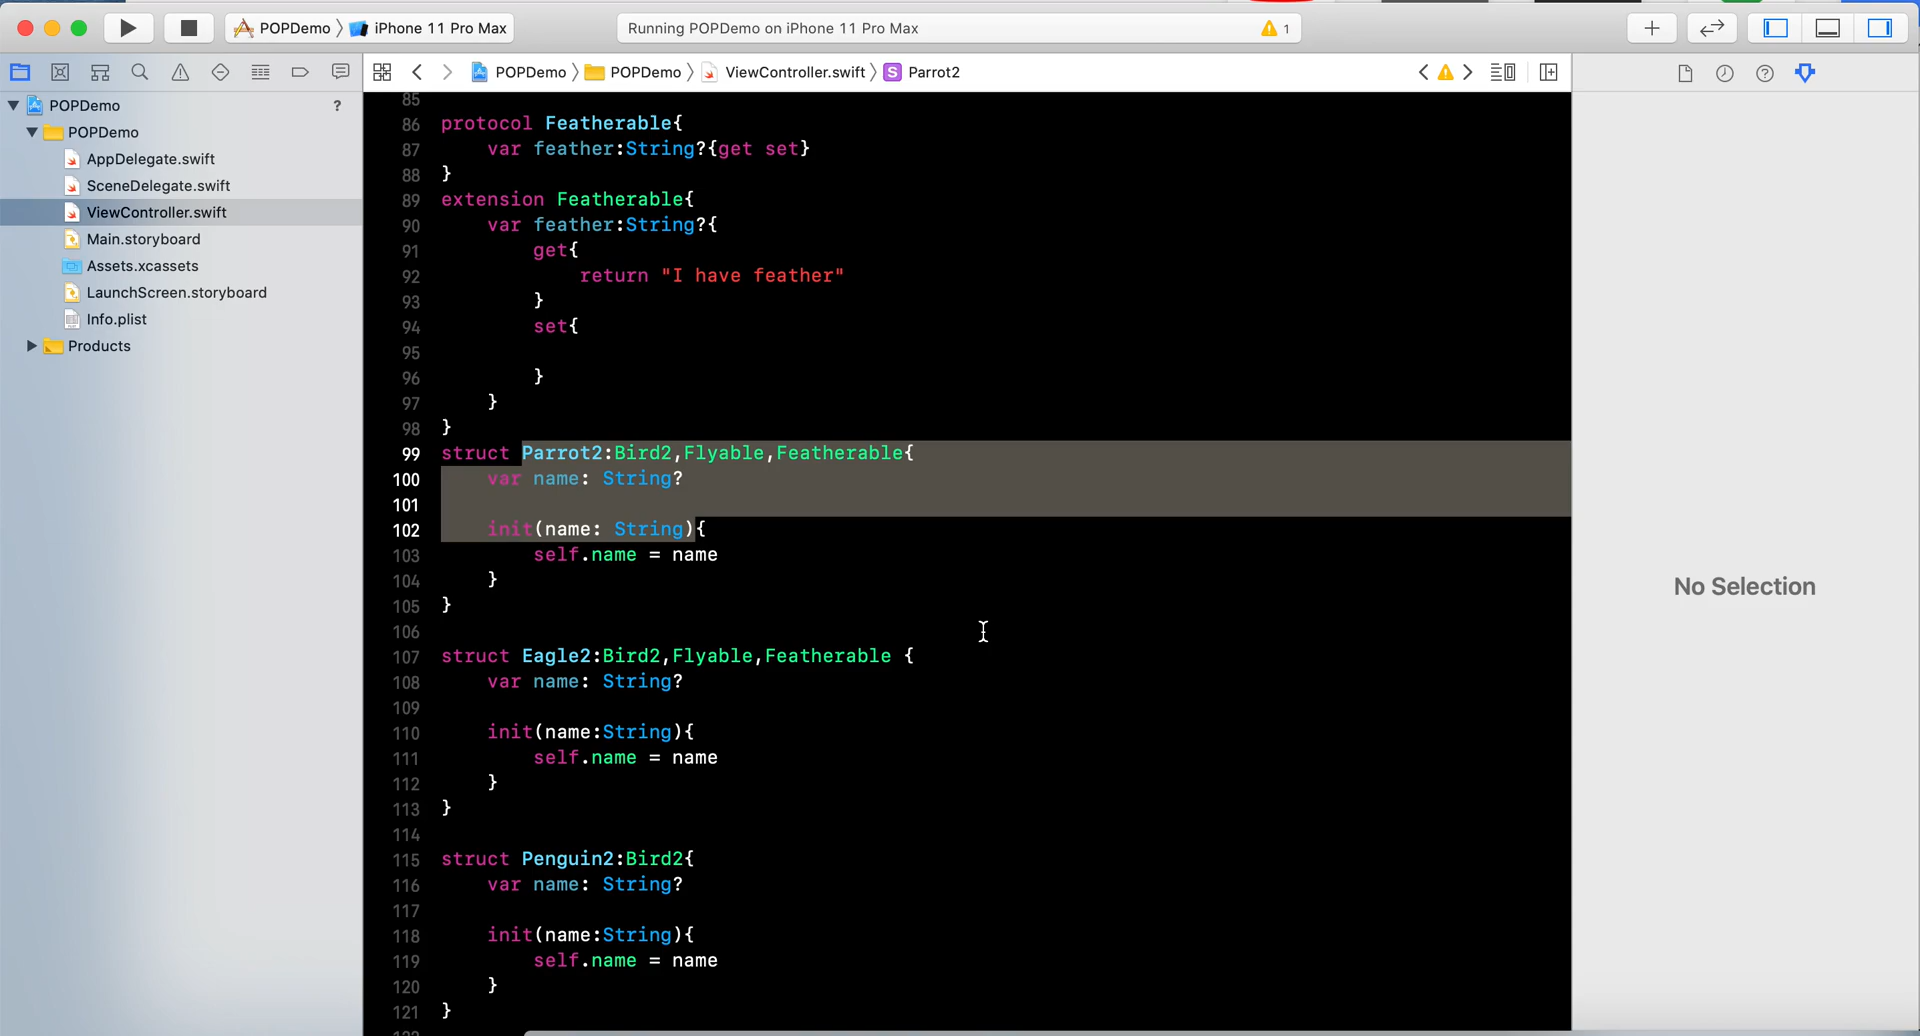 POPDemo
iPhone 11 Pro Max
Running POPDemo on iPhone 11 Pro Max
1
POPDemo
POPDemo
ViewController.swift
S
Parrot2
POPDemo
?
POPDemo
AppDelegate.swift
SceneDelegate.swift
ViewController.swift
Main.storyboard
Assets.xcassets
LaunchScreen.storyboard
Info.plist
Products
85
86 protocol Featherable{
87 var feather:String?{get set}
88 }
89 extension Featherable{
90 var feather:String?{
91 get{
92 return "I have feather"
93 }
94 set{
95
96 }
97 }
98 }
99 struct Parrot2:Bird2,Flyable,Featherable{
100 var name: String?
101
102 init(name: String){
103 self.name = name
104 }
105 }
106
107 struct Eagle2:Bird2,Flyable,Featherable {
108 var name: String?
109
110 init(name:String){
111 self.name = name
112 }
113 }
114
115 struct Penguin2:Bird2{
116 var name: String?
117
118 init(name:String){
119 self.name = name
120 }
121 }
No Selection